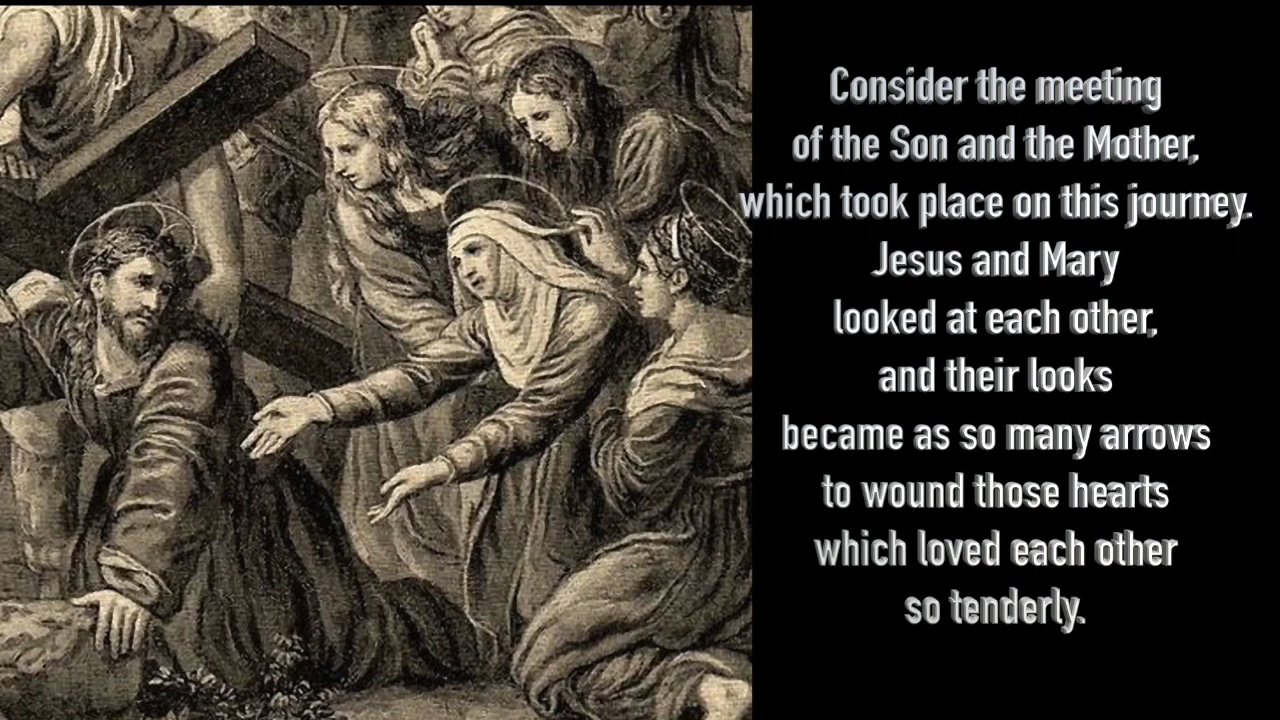 Consider the meeting
of the Son and the Mother,
which took place on this journey.
Jesus and Mary
looked at each other,
and their looks
became as so many arrows
to wound those hearts
which loved each other
so tenderly.